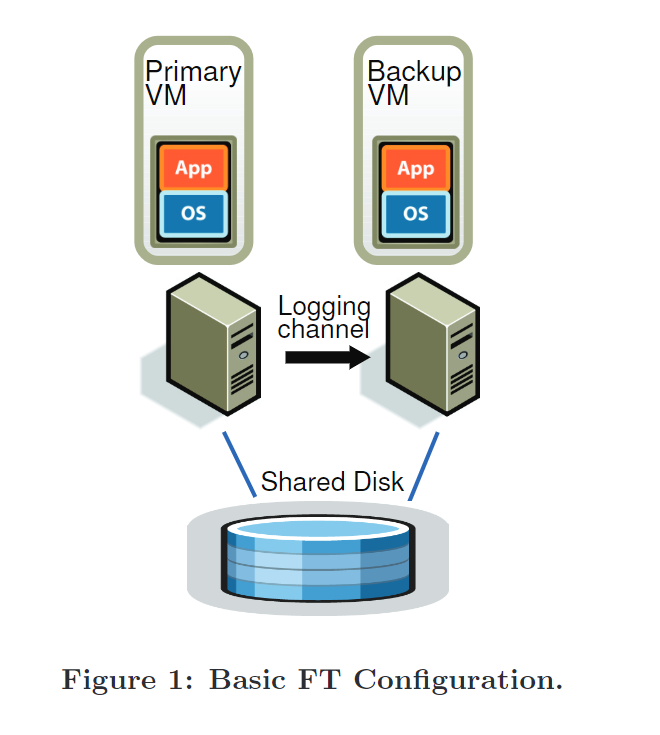 Primary
VM
Backup
VM
App
OS
App
OS
Logging
channel
Shared Disk
Figure 1: Basic FT Configuration.